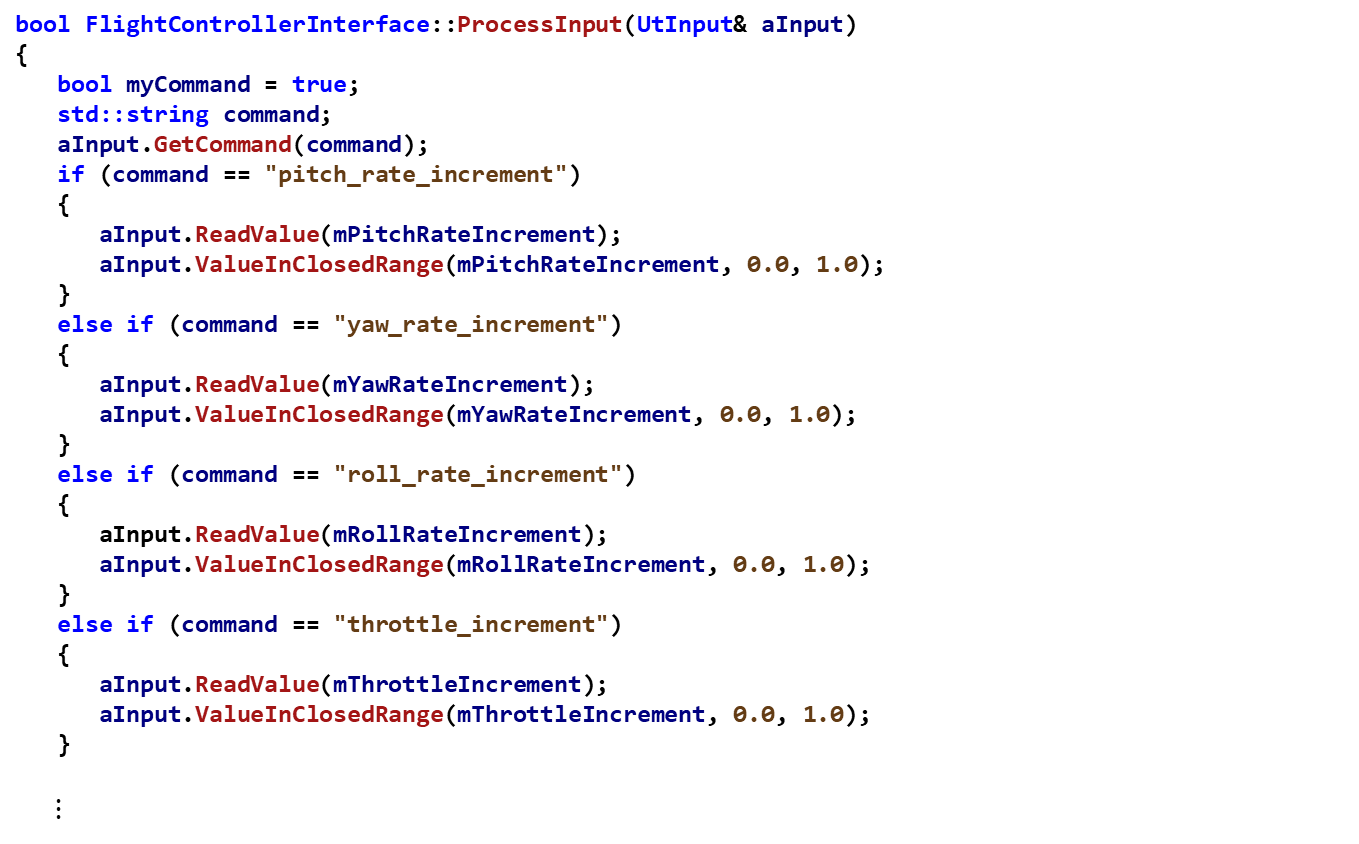 bool FlightControllerInterface::ProcessInput(UtInput& aInput)
{
   bool myCommand = true;
   std::string command;
   aInput.GetCommand(command);
   if (command == "pitch_rate_increment")
   {
      aInput.ReadValue(mPitchRateIncrement);
      aInput.ValueInClosedRange(mPitchRateIncrement, 0.0, 1.0);
   }
   else if (command == "yaw_rate_increment")
   {
      aInput.ReadValue(mYawRateIncrement);
      aInput.ValueInClosedRange(mYawRateIncrement, 0.0, 1.0);
   }
   else if (command == "roll_rate_increment")
   {
      aInput.ReadValue(mRollRateIncrement);
      aInput.ValueInClosedRange(mRollRateIncrement, 0.0, 1.0);
   }
   else if (command == "throttle_increment")
   {
      aInput.ReadValue(mThrottleIncrement);
      aInput.ValueInClosedRange(mThrottleIncrement, 0.0, 1.0);
   }
   ⋮